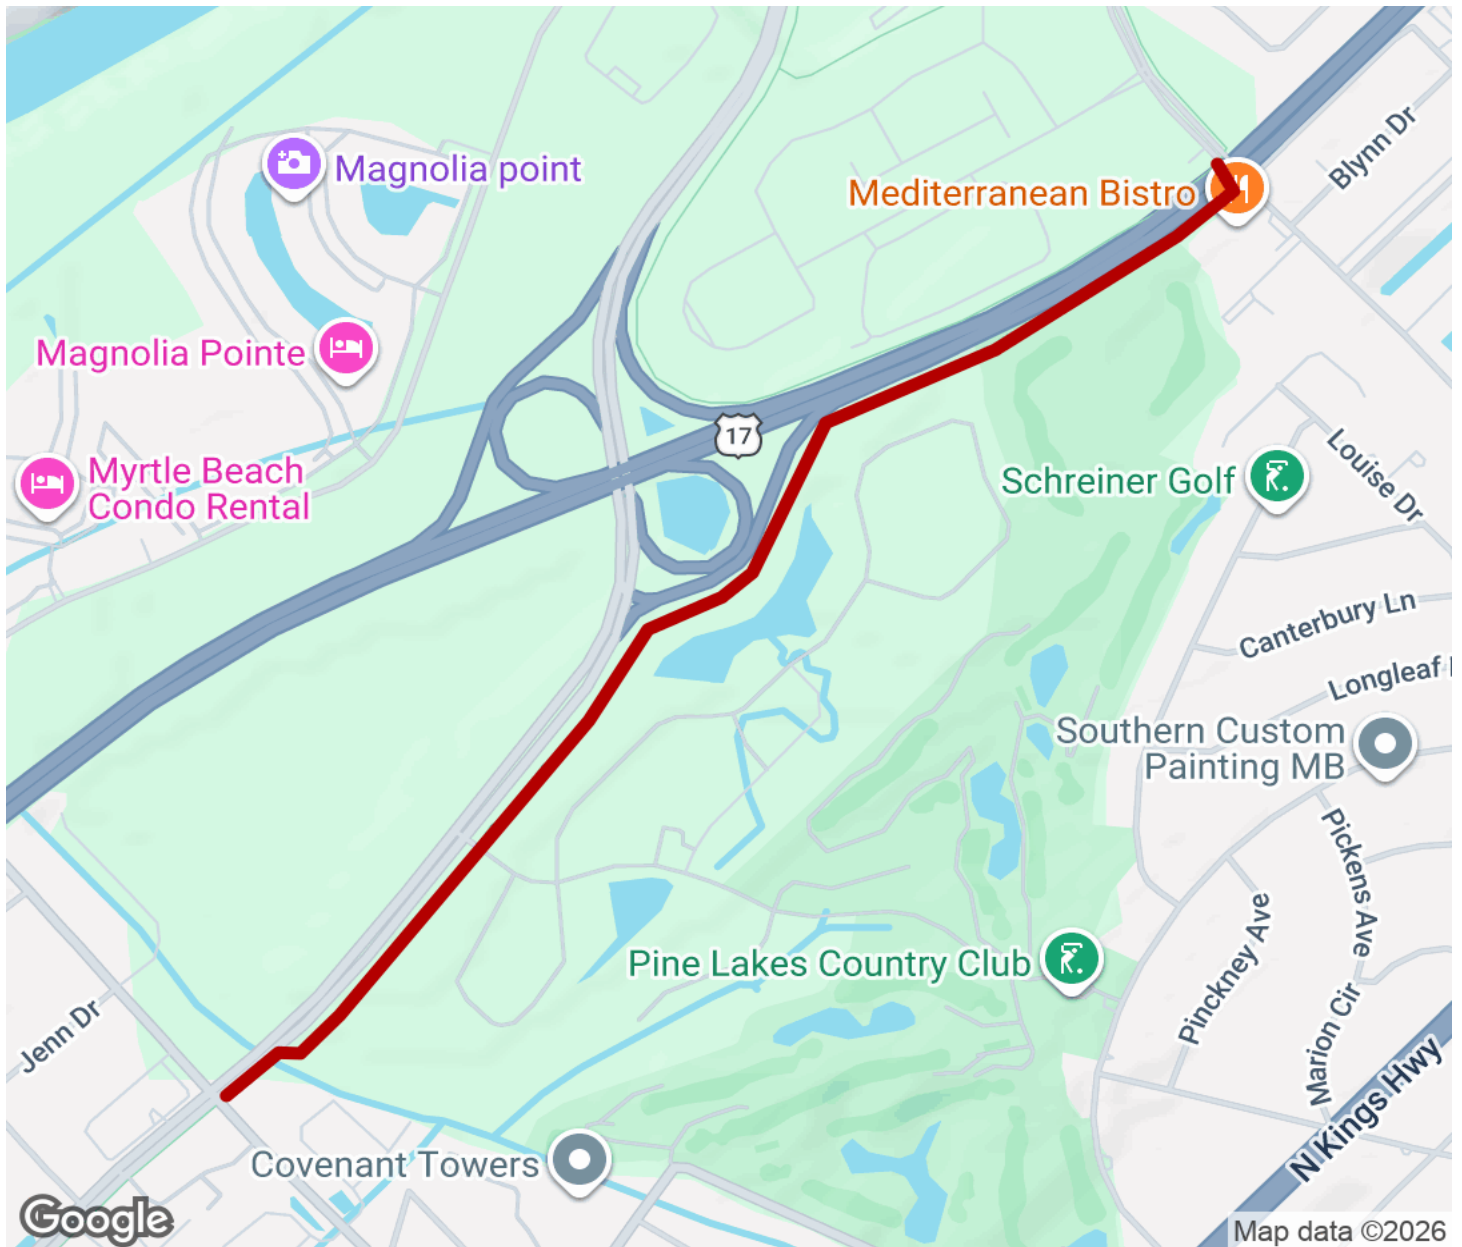 Blynn Dr
Magnolia point
Mediterranean Bistro
Magnolia Pointe
17
Myrtle Beach
Condo Rental
Schreiner Golf
Louise Dr
Canterbury Ln
Longleaf
Southern Custom
Painting MB
Pickens Ave
Pinckney Ave
Pine Lakes Country Club
Marion Cir
Jenn Dr
N Kings Hwy
Covenant Towers
Google
Map data ©2026